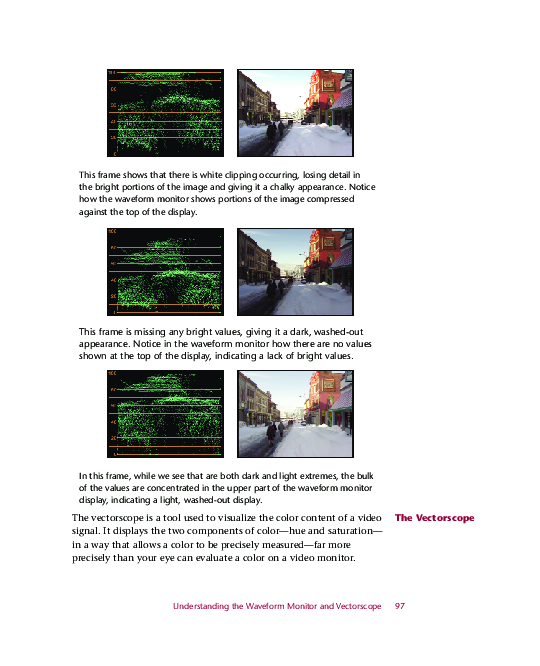 This frame shows that there is white clipping occurring, losing detail in
the bright portions of the image and giving it a chalky appearance. Notice
how the waveform monitor shows portions of the image compressed
against the top of the display.
This frame is missing any bright values, giving it a dark, washed-out
appearance. Notice in the waveform monitor how there are no values
shown at the top of the display, indicating a lack of bright values.
In this frame, while we see that are both dark and light extremes, the bulk
of the values are concentrated in the upper part of the waveform monitor
display, indicating a light, washed-out display.
The vectorscope is a tool used to visualize the color content of a video
signal. It displays the two components of color—hue and saturation—
in a way that allows a color to be precisely measured—far more
precisely than your eye can evaluate a color on a video monitor.
The Vectorscope
Understanding the Waveform Monitor and Vectorscope 97